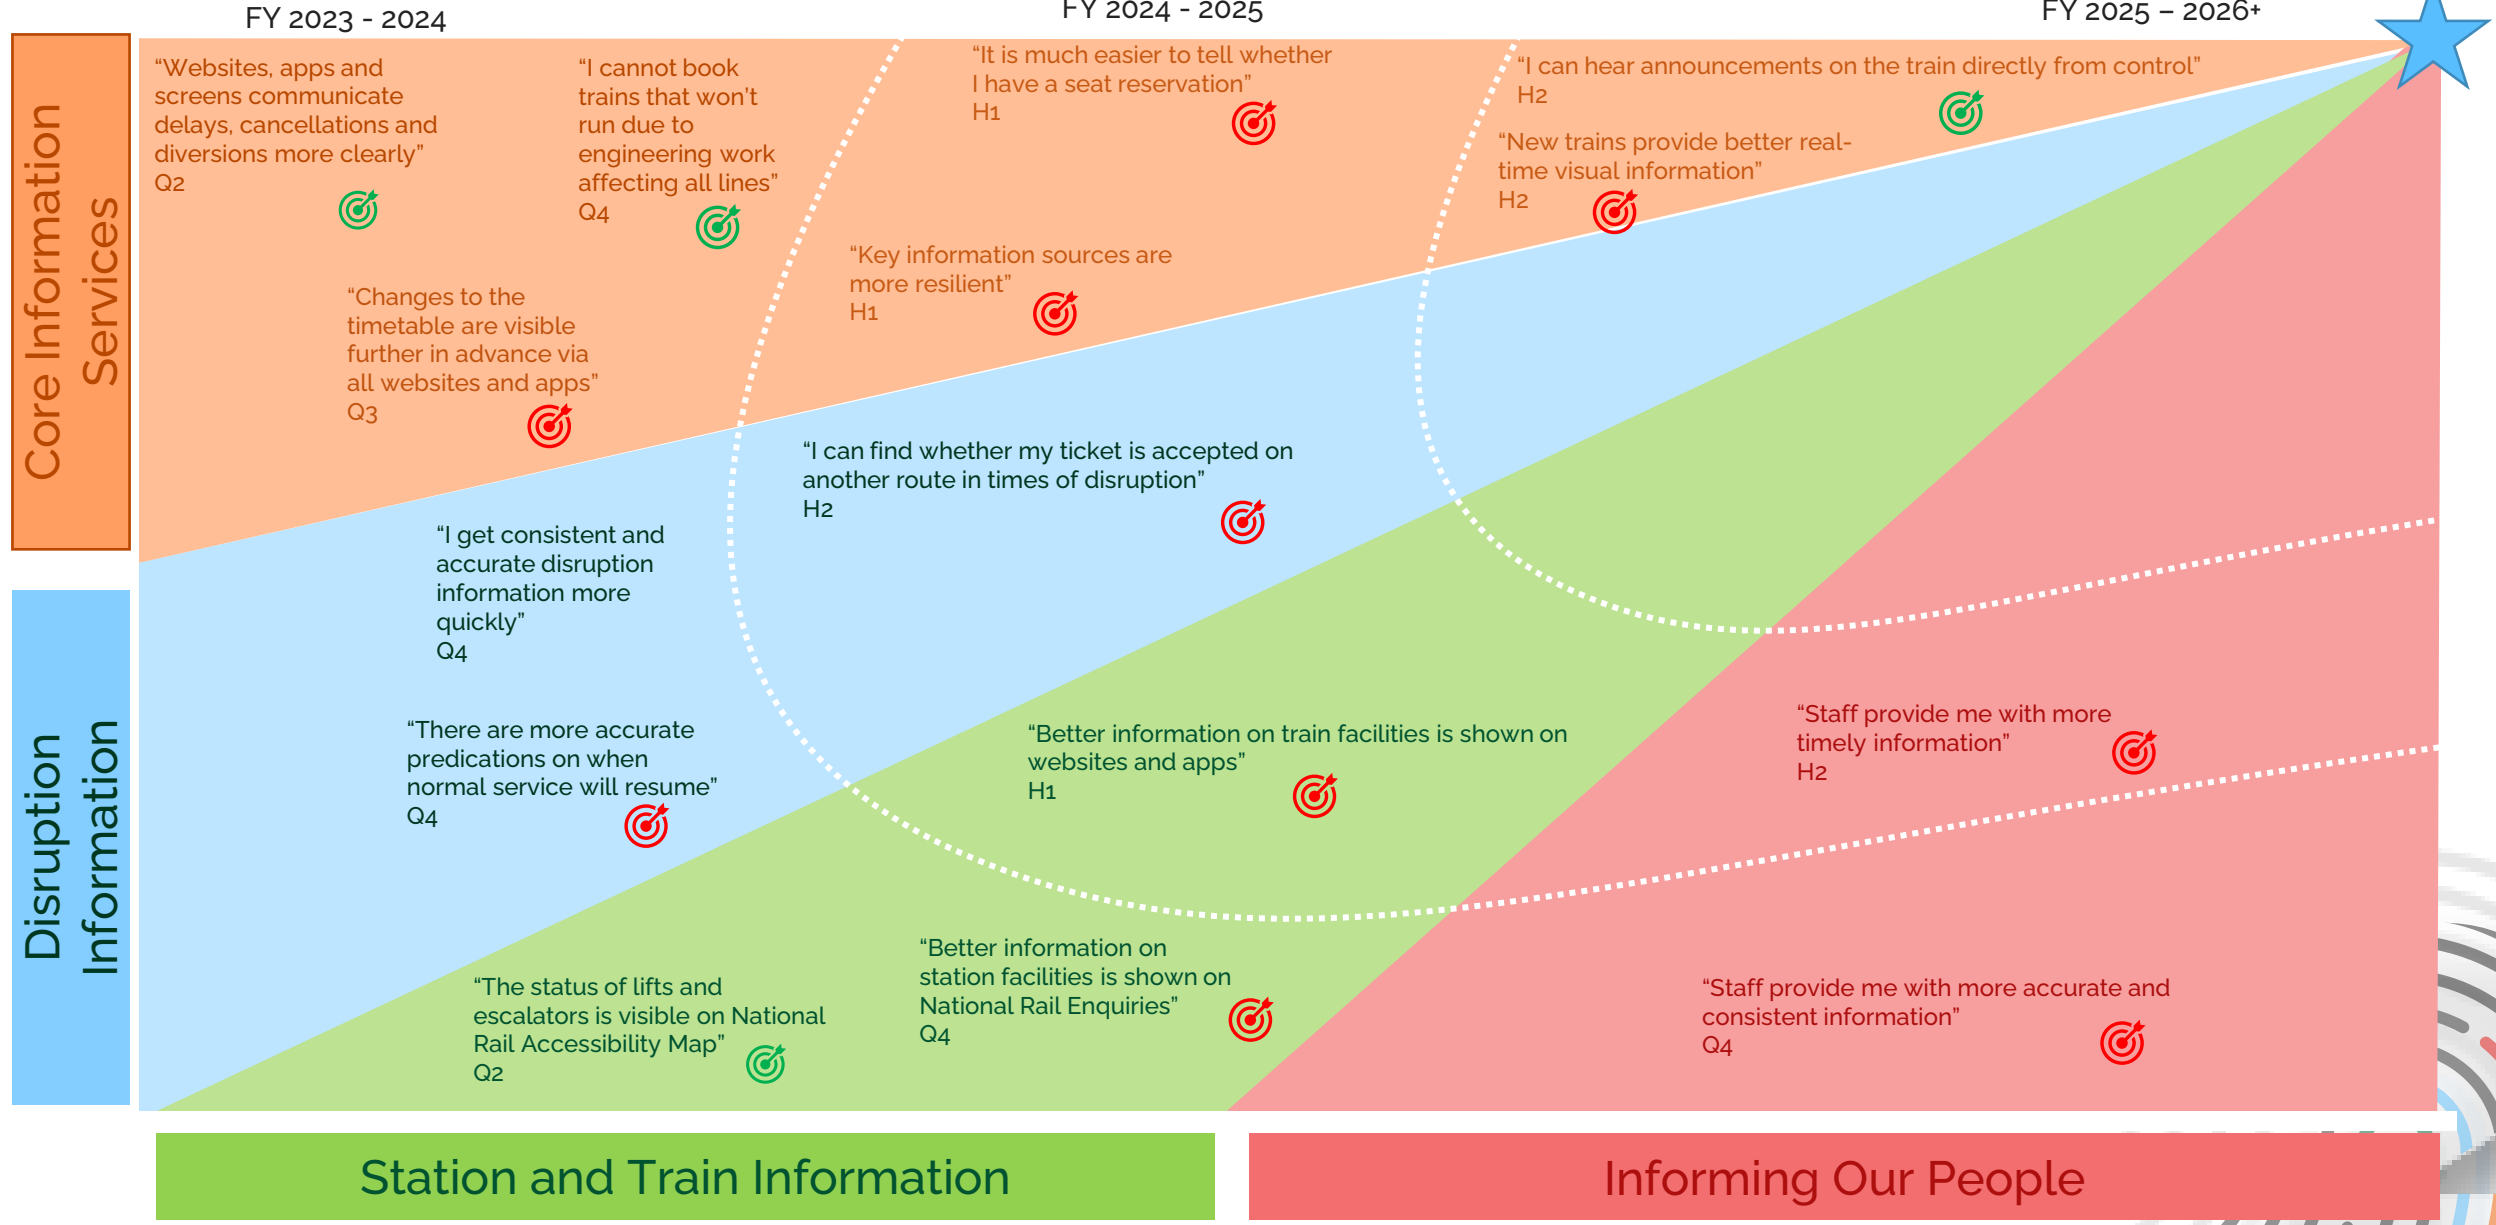 FY 2023 - 2024
FY 2024 - 2025
FY 2025 – 2026+
Core Information
Services
“Websites, apps and
screens communicate
delays, cancellations and
diversions more clearly”
Q2
“I cannot book
trains that won’t
run due to
engineering work
affecting all lines”
Q4
“Changes to the
timetable are visible
further in advance via
all websites and apps”
Q3
“It is much easier to tell whether
I have a seat reservation”
H1
“Key information sources are
more resilient”
H1
“I can hear announcements on the train directly from control”
H2
“New trains provide better real-
time visual information”
H2
Disruption
Information
“I get consistent and
accurate disruption
information more
quickly”
Q4
“There are more accurate
predications on when
normal service will resume”
Q4
“I can find whether my ticket is accepted on
another route in times of disruption”
H2
“The status of lifts and
escalators is visible on National
Rail Accessibility Map”
Q2
“Better information on
station facilities is shown on
National Rail Enquiries”
Q4
“Better information on train facilities is shown on
websites and apps”
H1
“Staff provide me with more
timely information”
H2
“Staff provide me with more accurate and
consistent information”
Q4
Station and Train Information
Informing Our People